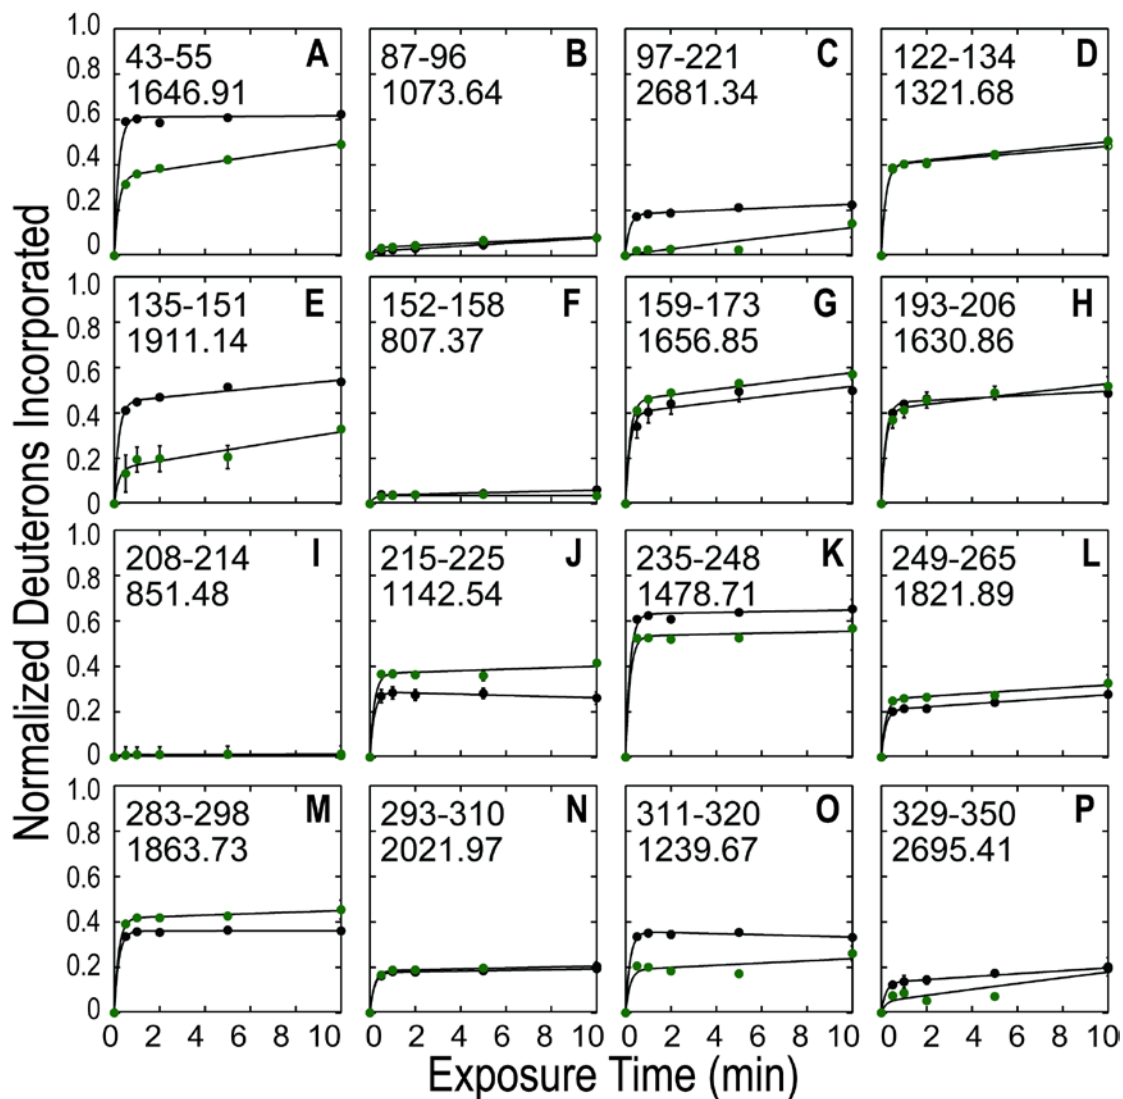 Normalized Deuterons Incorporated
1.0
0.8
0.6
0.4
0.2
0
43-55
1646.91
A
87-96
1073.64
B
97-221
2681.34
C
122-134
1321.68
D
1.0
0.8
0.6
0.4
0.2
0
135-151
1911.14
E
152-158
807.37
F
159-173
1656.85
G
193-206
1630.86
H
1.0
0.8
0.6
0.4
0.2
0
208-214
851.48
I
215-225
1142.54
J
235-248
1478.71
K
249-265
1821.89
L
1.0
0.8
0.6
0.4
0.2
0
283-298
1863.73
M
293-310
2021.97
N
311-320
1239.67
O
329-350
2695.41
P
0 2 4 6 8 10
0 2 4 6 8 10
0 2 4 6 8 10
0 2 4 6 8 10
Exposure Time (min)